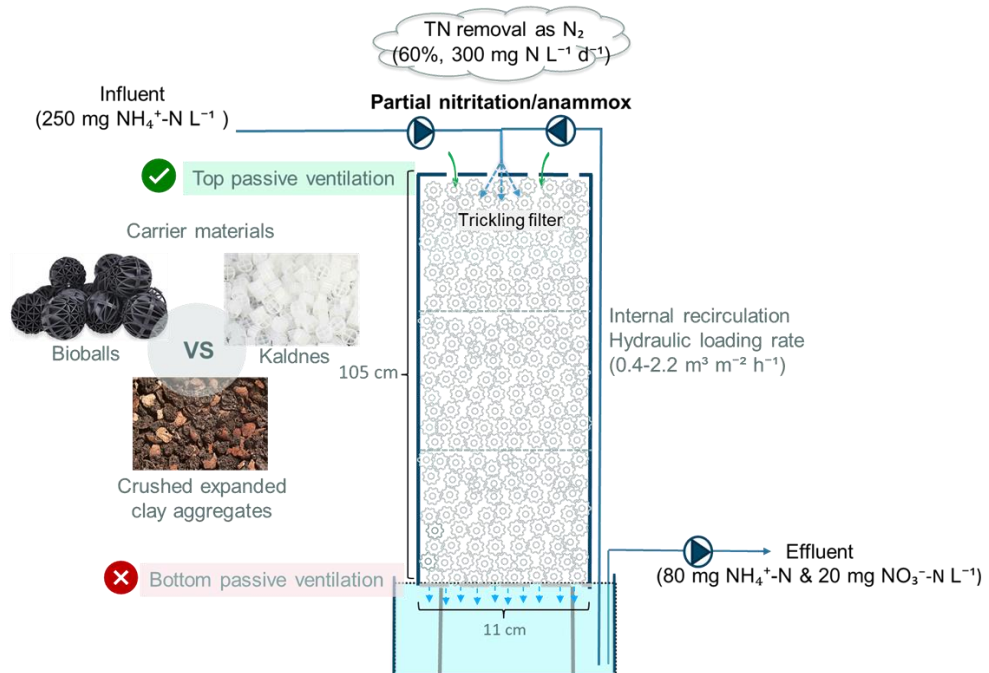 TN removal as N₂
(60%, 300 mg N L⁻¹ d⁻¹)
Influent
(250 mg NH₄⁺-N L⁻¹ )
Partial nitritation/anammox
Top passive ventilation
Trickling filter
Carrier materials
Bioballs
VS
Kaldnes
Crushed expanded
clay aggregates
105 cm
Internal recirculation
Hydraulic loading rate
(0.4-2.2 m³ m⁻² h⁻¹)
Bottom passive ventilation
11 cm
Effluent
(80 mg NH₄⁺-N & 20 mg NO₃⁻-N L⁻¹)